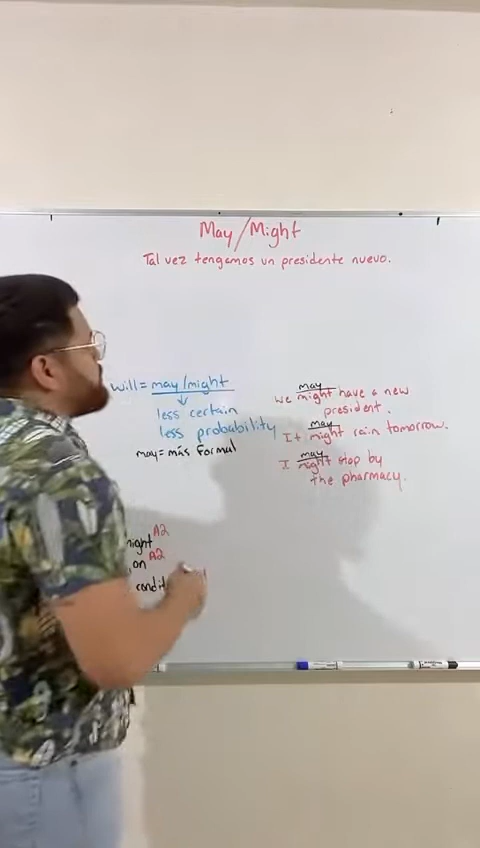 May/Might
Tal vez tengamos un presidente nuevo.
will = may/might
less certain
less probability
may = más formal
may
we might have a new
president.
may
It might rain tomorrow.
may
I might stop by
the pharmacy.
A2
A2